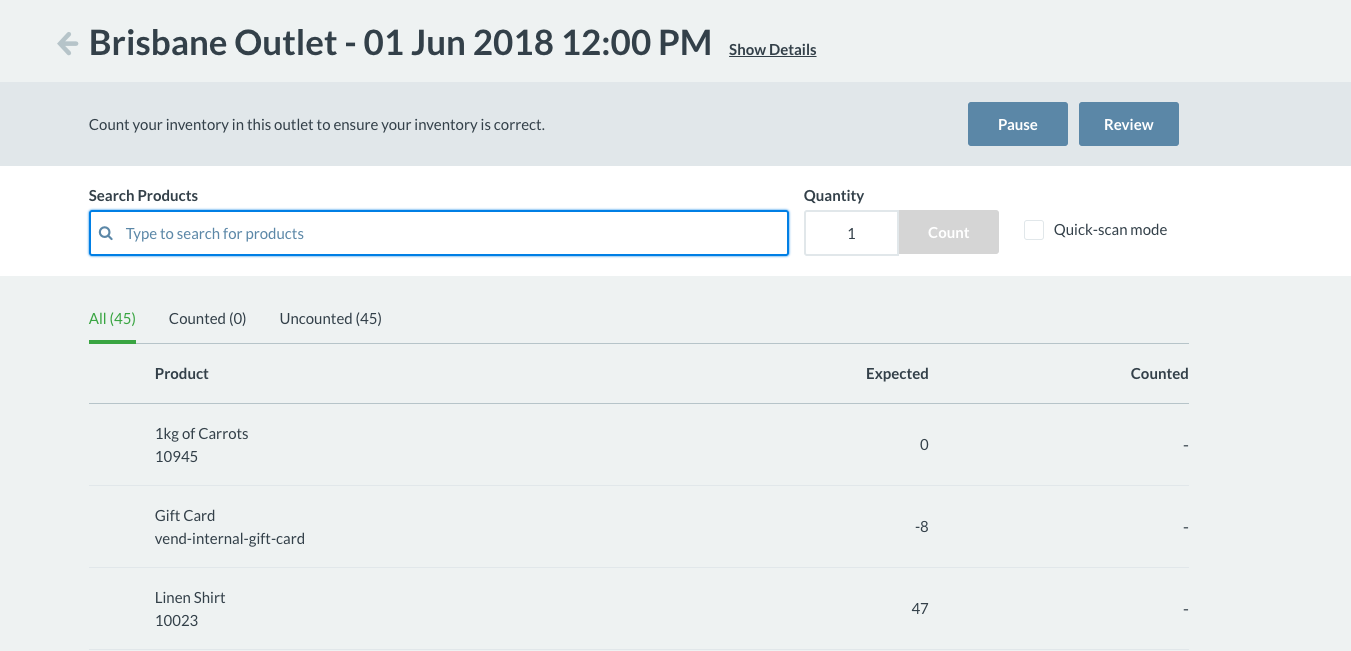 Brisbane Outlet - 01 Jun 2018 12:00 PM Show Details
Count your inventory in this outlet to ensure your inventory is correct. Pause Review
Search Products Quantity
Type to search for products 1 Count Quick-scan mode
All (45) Counted (0) Uncounted (45)
Product Expected Counted
1kg of Carrots
10945
0 -
Gift Card
vend-internal-gift-card
-8 -
Linen Shirt
10023
47 -